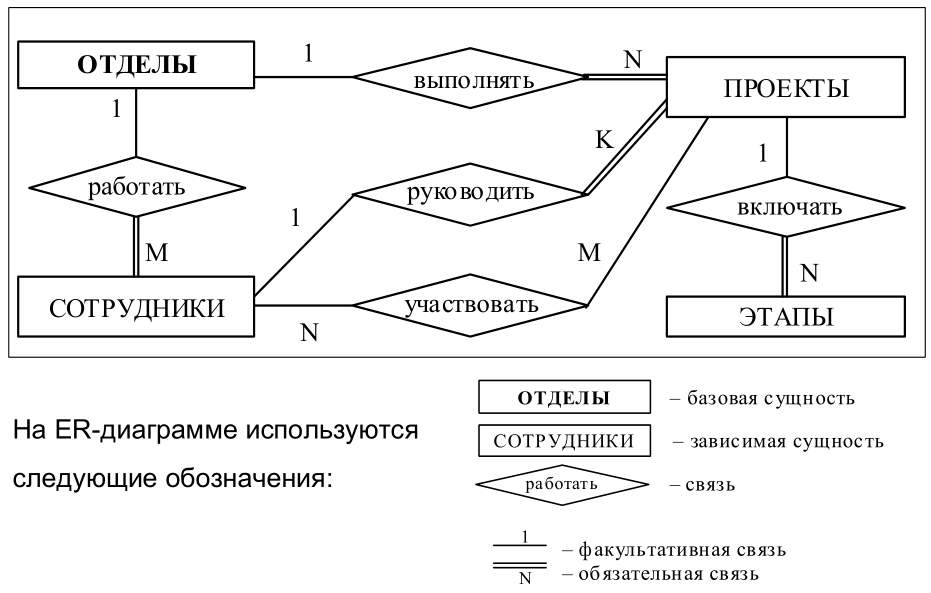 ОТДЕЛЫ
1
выполнять
N
ПРОЕКТЫ
1
K
1
работать
руководить
включать
1
M
M
N
СОТРУДНИКИ
участвовать
ЭТАПЫ
N
На ER-диаграмме используются
следующие обозначения:
ОТДЕЛЫ – базовая сущность
СОТРУДНИКИ – зависимая сущность
работать – связь
1 – факультативная связь
N – обязательная связь